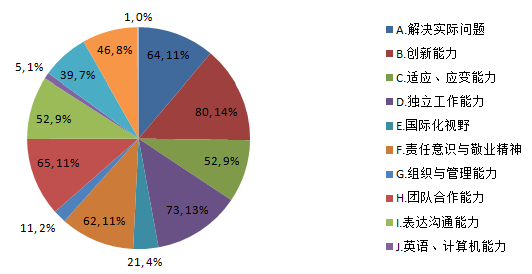 1, 0%
46, 8%
64, 11%
5, 1%
39, 7%
80, 14%
52, 9%
52, 9%
65, 11%
73, 13%
11, 2%
62, 11%
21, 4%
A.解决实际问题
B.创新能力
C.适应、应变能力
D.独立工作能力
E.国际化视野
F.责任意识与敬业精神
G.组织与管理能力
H.团队合作能力
I.表达沟通能力
J.英语、计算机能力